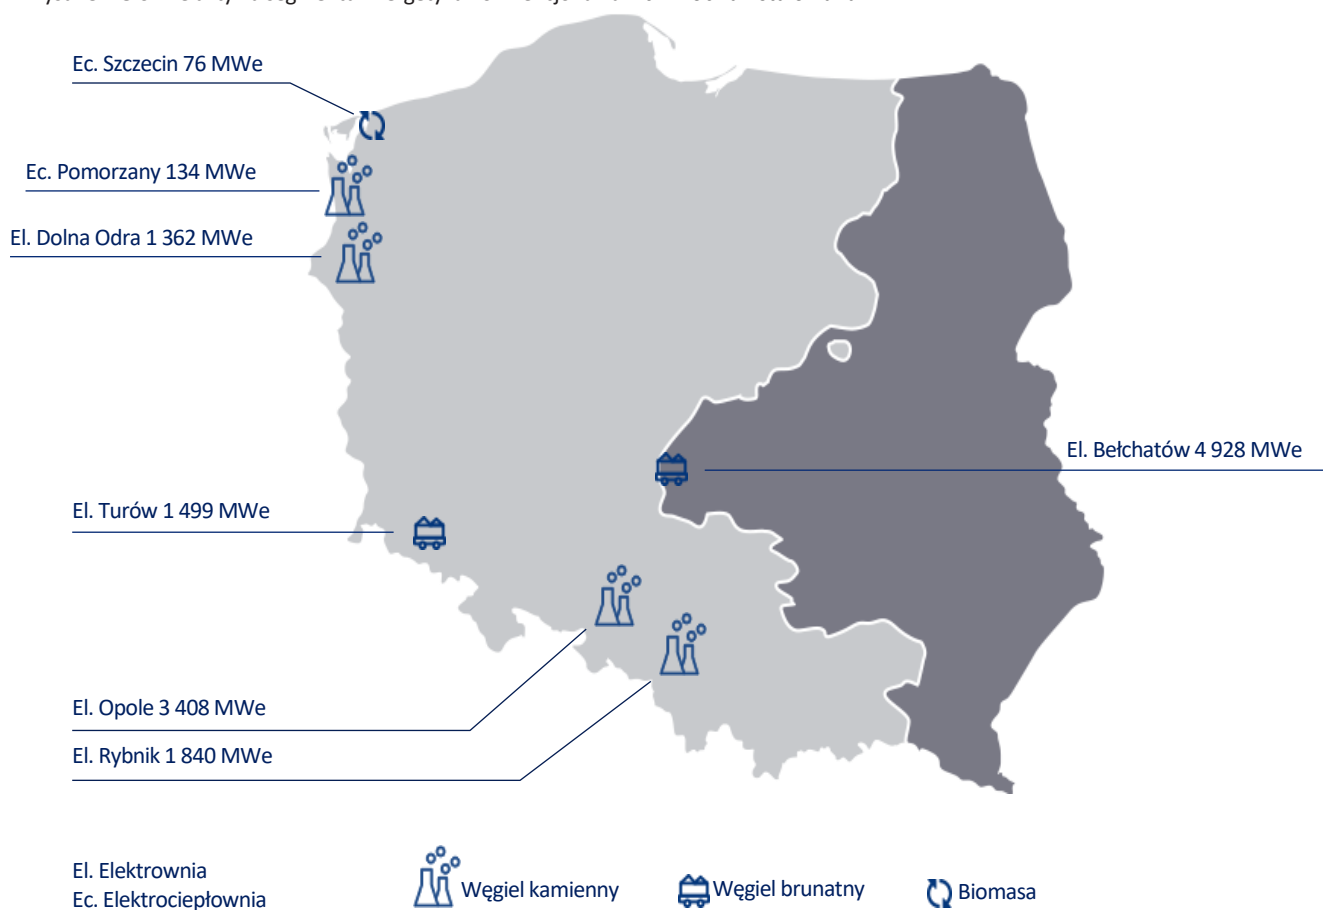 Ec. Szczecin 76 MWe
Ec. Pomorzany 134 MWe
El. Dolna Odra 1 362 MWe
El. Bełchatów 4 928 MWe
El. Turów 1 499 MWe
El. Opole 3 408 MWe
El. Rybnik 1 840 MWe
El. Elektrownia
Ec. Elektrociepłownia
Węgiel kamienny
Węgiel brunatny
Biomasa